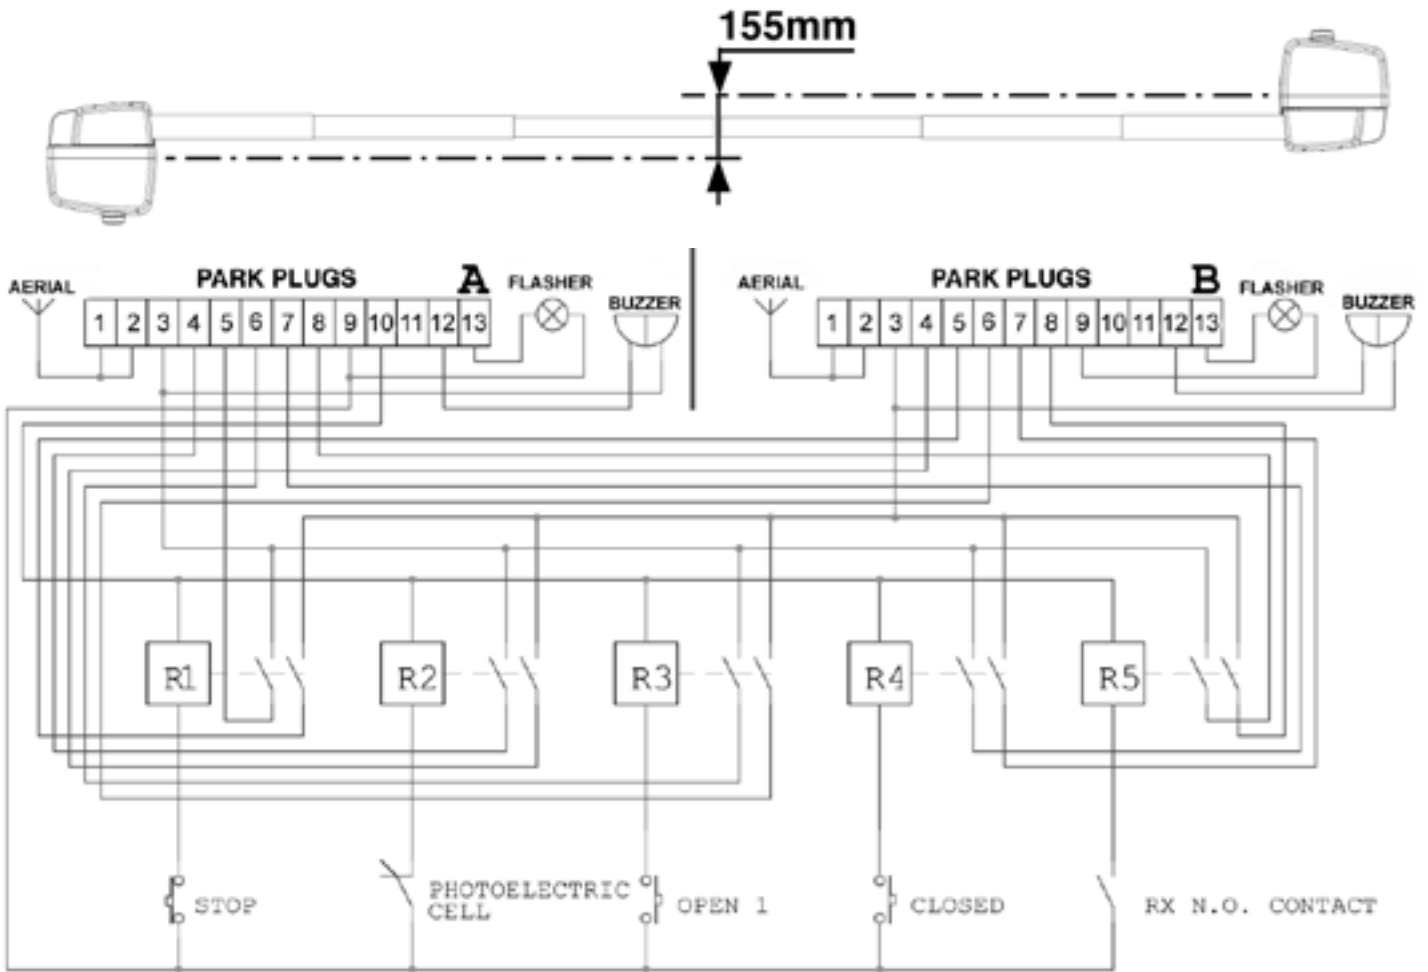 155mm
PARK PLUGS A
AERIAL
FLASHER
BUZZER
1 2 3 4 5 6 7 8 9 10 11 12 13
PARK PLUGS B
AERIAL
FLASHER
BUZZER
1 2 3 4 5 6 7 8 9 10 11 12 13
R1
R2
R3
R4
R5
STOP
PHOTOELECTRIC
CELL
OPEN 1
CLOSED
RX N.O. CONTACT